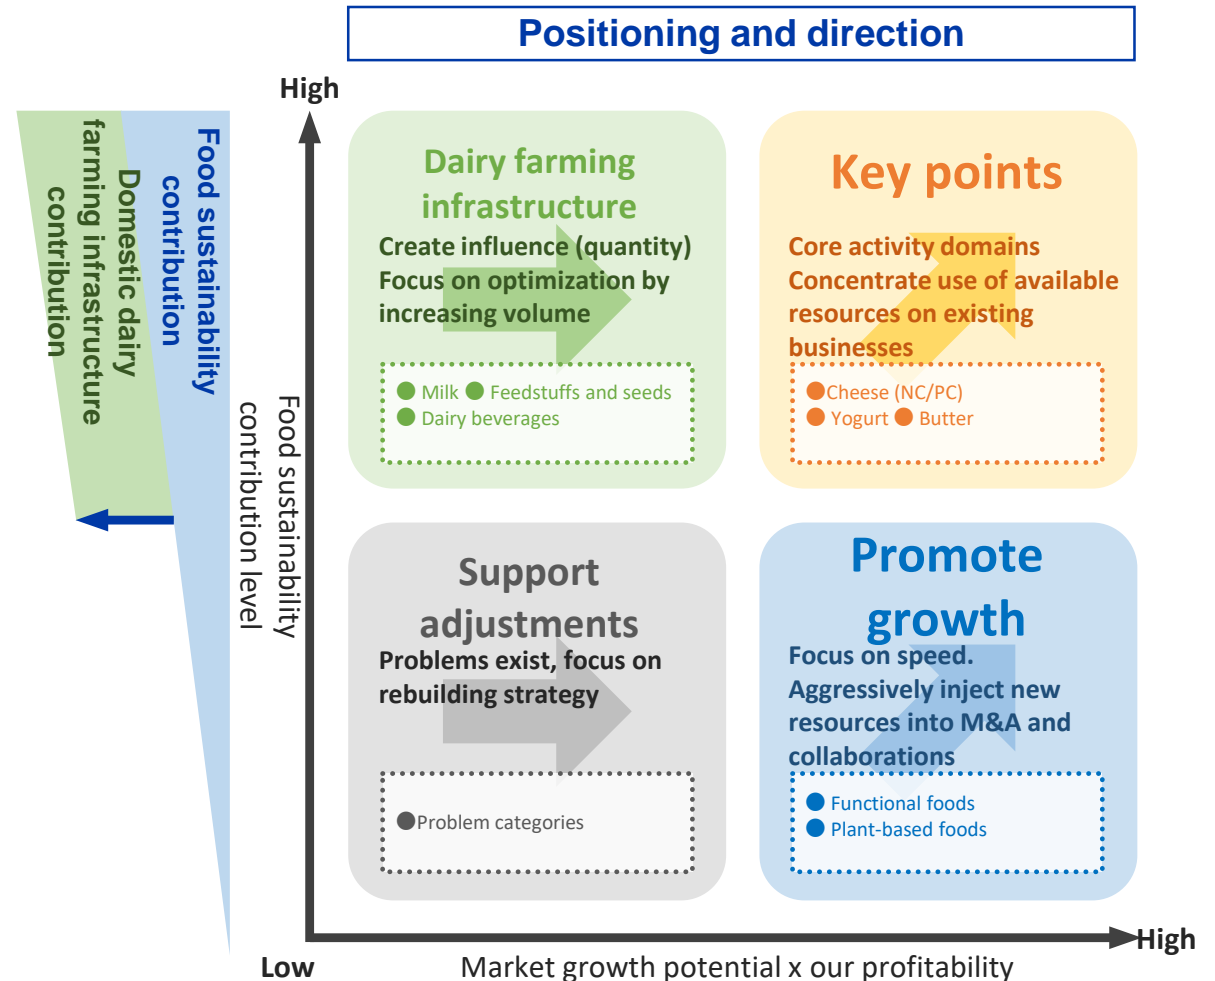 Positioning and direction
High
Food sustainability
contribution
Domestic dairy
farming infrastructure
contribution
Food sustainability
contribution level
Dairy farming
infrastructure
Create influence (quantity)
Focus on optimization by
increasing volume
● Milk ● Feedstuffs and seeds
● Dairy beverages
Key points
Core activity domains
Concentrate use of available
resources on existing
businesses
●Cheese (NC/PC)
● Yogurt ● Butter
Support
adjustments
Problems exist, focus on
rebuilding strategy
●Problem categories
Promote
growth
Focus on speed.
Aggressively inject new
resources into M&A and
collaborations
● Functional foods
● Plant-based foods
High
Low
Market growth potential x our profitability